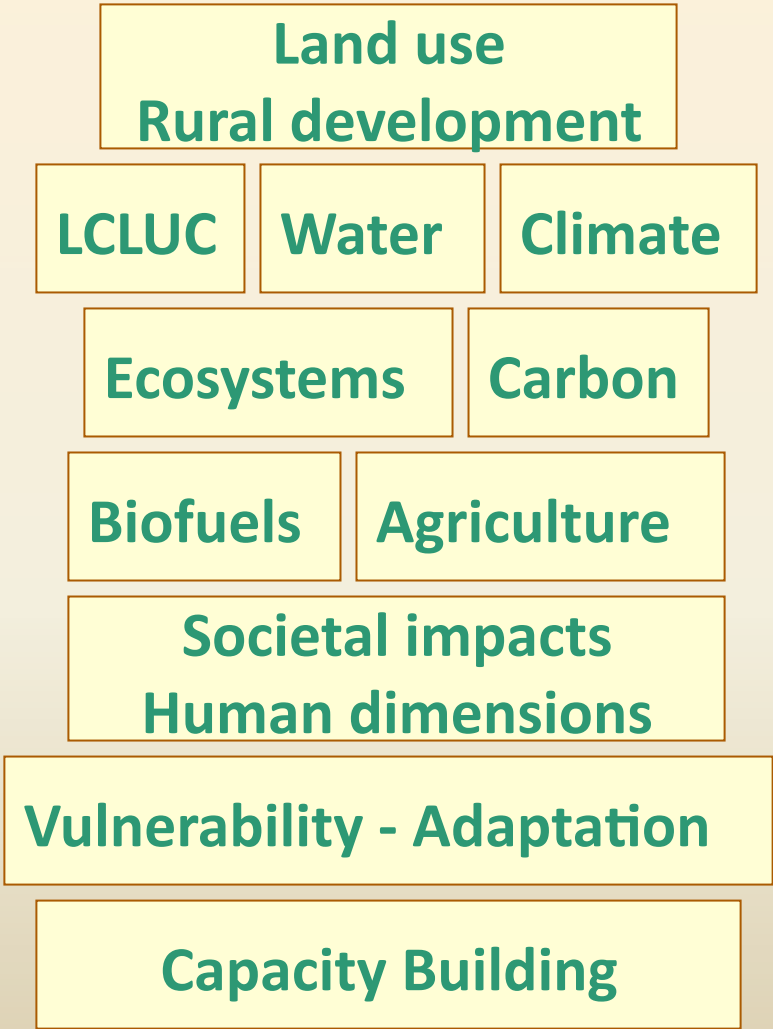 Land use
Rural development
LCLUC Water Climate
Ecosystems Carbon
Biofuels Agriculture
Societal impacts
Human dimensions
Vulnerability - Adaptation
Capacity Building